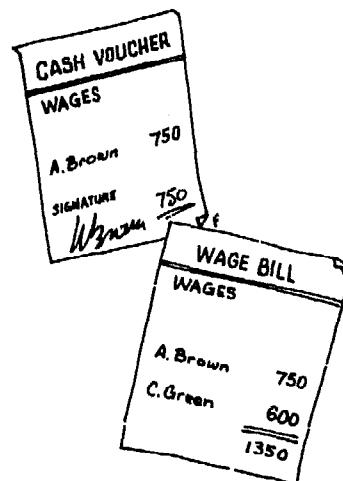 CASH VOUCHER
WAGES
A. Brown 750
SIGNATURE 750
WAGE BILL
WAGES
A. Brown 750
C. Green 600
1350